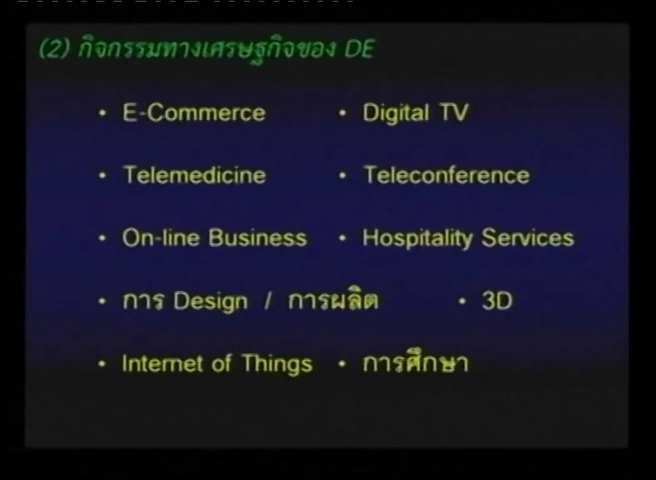 (2) กิจกรรมทางเศรษฐกิจของ DE
• E-Commerce • Digital TV
• Telemedicine • Teleconference
• On-line Business • Hospitality Services
• การ Design / การผลิต • 3D
• Internet of Things • การศึกษา